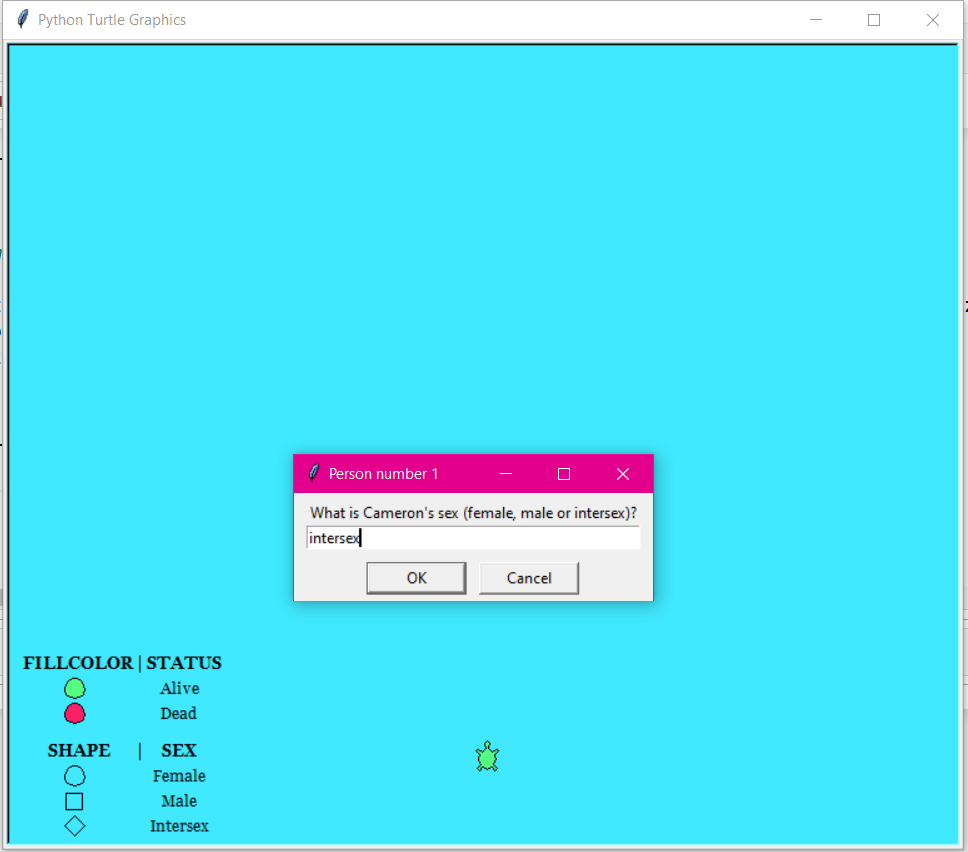 Python Turtle Graphics
Person number 1
What is Cameron's sex (female, male or intersex)?
intersex
OK Cancel
FILLCOLOR | STATUS
Alive
Dead
SHAPE | SEX
Female
Male
Intersex